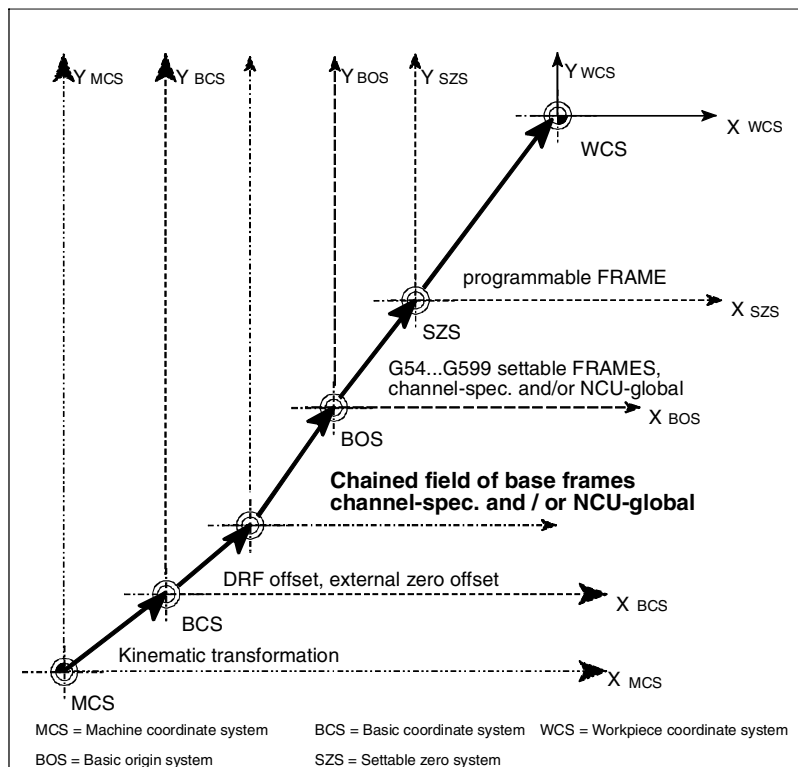 Y MCS
Y BCS
Y BOS
Y SZS
Y WCS
X WCS
WCS
programmable FRAME
X SZS
SZS
G54...G599 settable FRAMES,
channel-spec. and/or NCU-global
X BOS
BOS
Chained field of base frames
channel-spec. and / or NCU-global
DRF offset, external zero offset
X BCS
BCS
Kinematic transformation
X MCS
MCS
MCS = Machine coordinate system
BCS = Basic coordinate system
WCS = Workpiece coordinate system
BOS = Basic origin system
SZS = Settable zero system